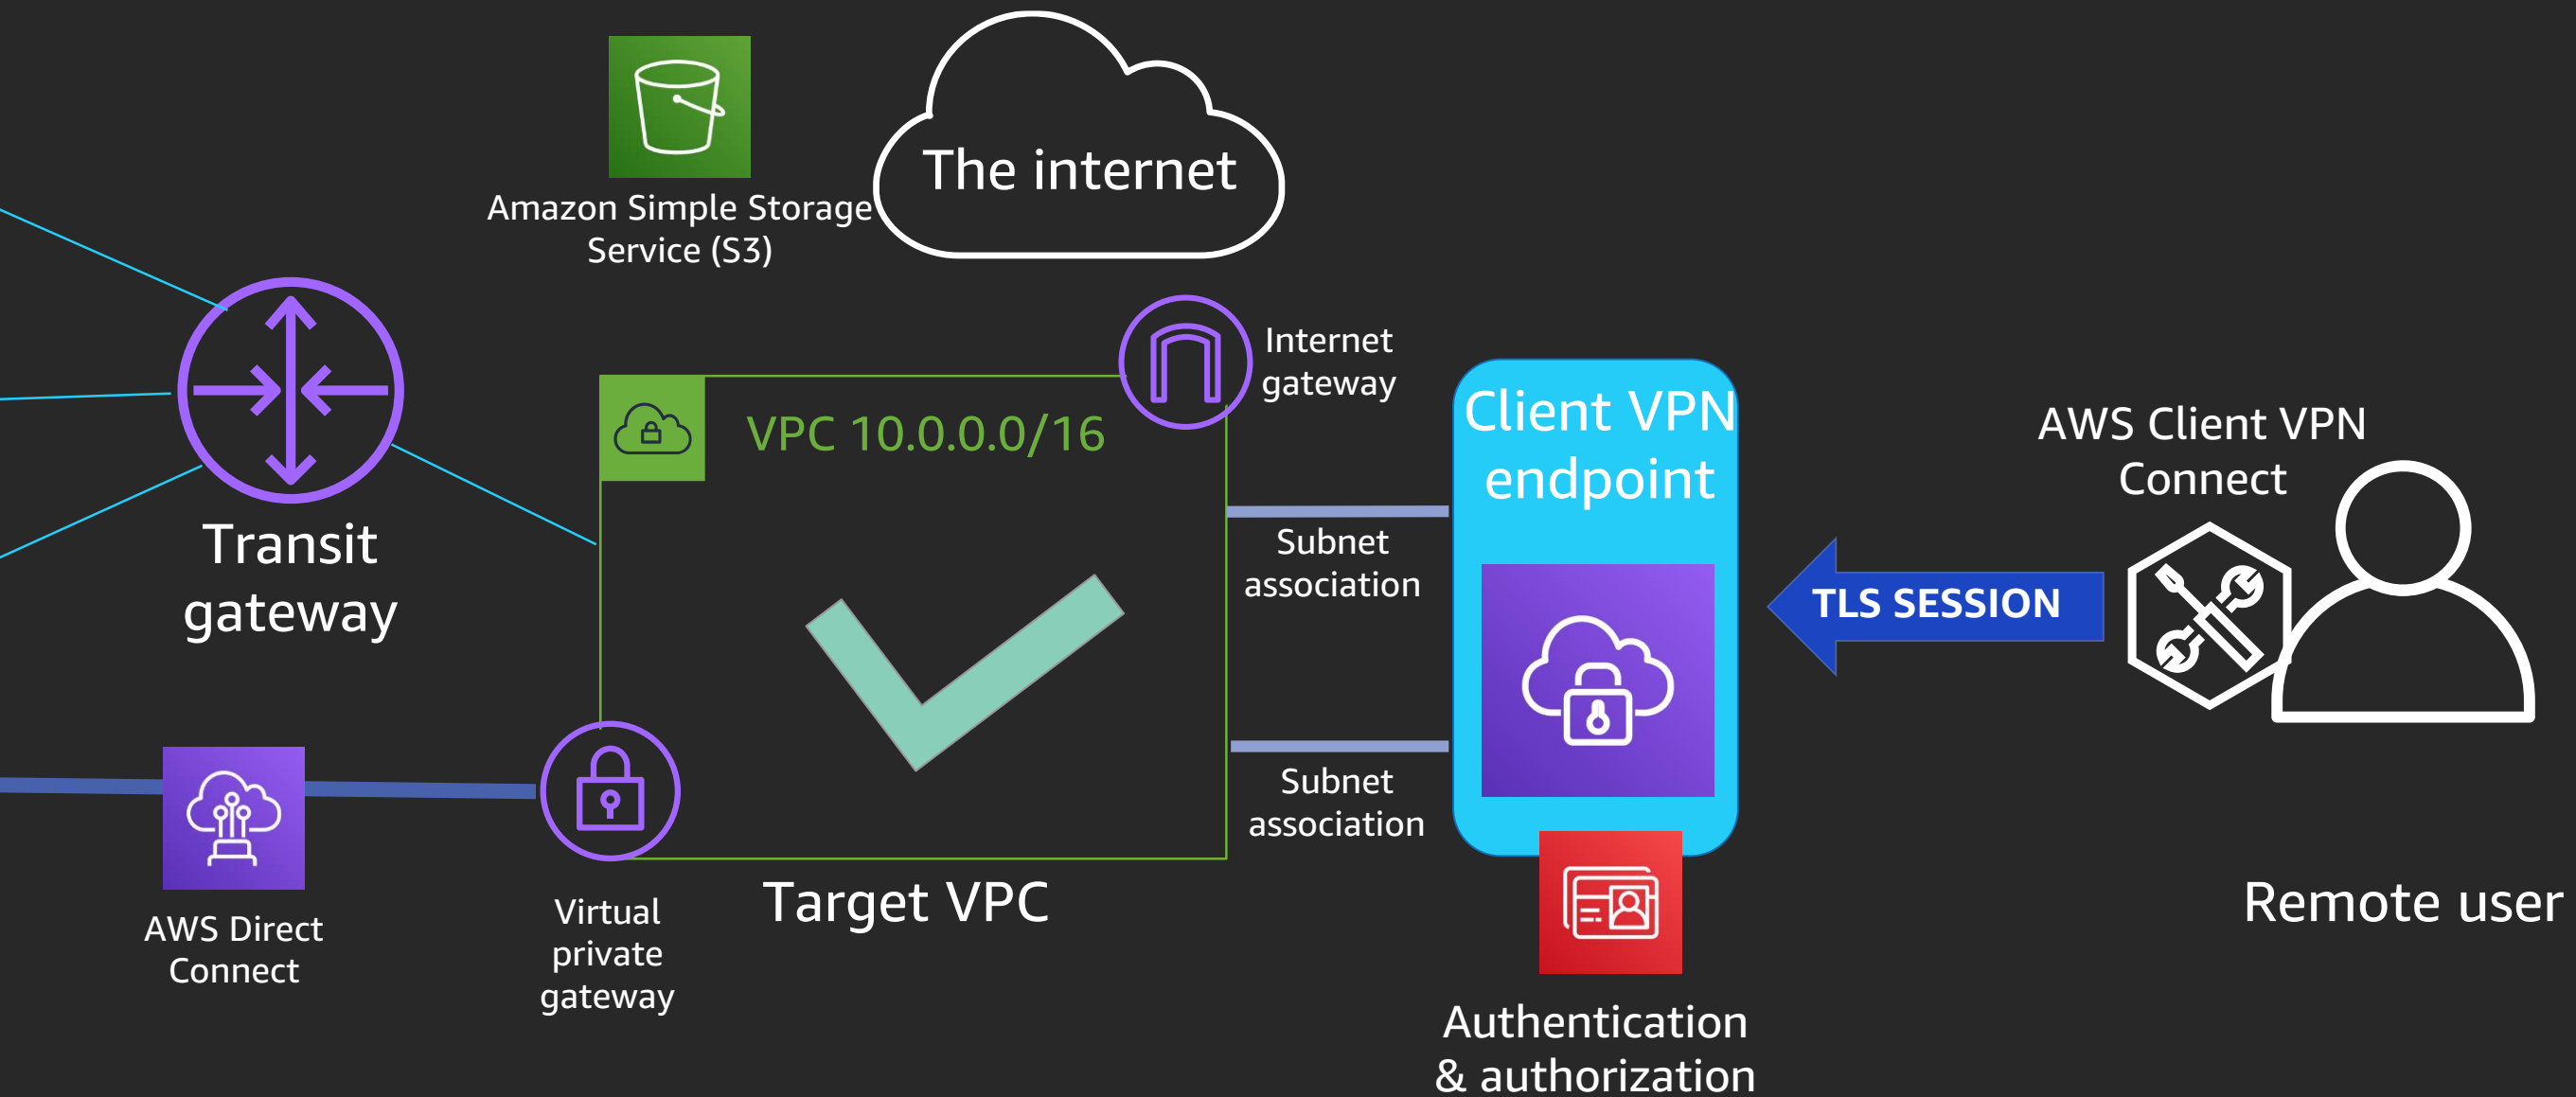 Amazon Simple Storage
Service (S3)
The internet
Internet
gateway
VPC 10.0.0.0/16
Transit
gateway
Subnet
association
Subnet
association
Client VPN
endpoint
TLS SESSION
AWS Client VPN
Connect
Remote user
AWS Direct
Connect
Virtual
private
gateway
Target VPC
Authentication
& authorization